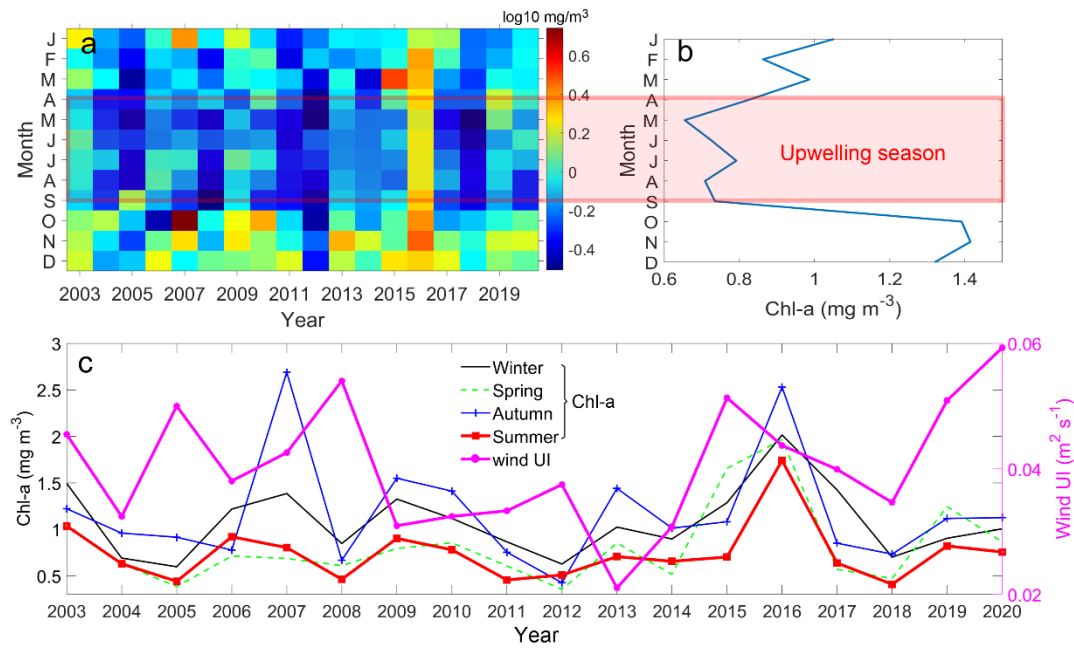 log10 mg/m³
a
J
F
M
A
M
J
J
A
S
O
N
D
Month
2003 2005 2007 2009 2011 2013 2015 2017 2019
Year
0.6
0.4
0.2
0
-0.2
-0.4
b
J
F
M
A
M
J
J
A
S
O
N
D
Month
Upwelling season
0.6 0.8 1 1.2 1.4
Chl-a (mg m⁻³)
c
3
2.5
2
1.5
1
0.5
Chl-a (mg m⁻³)
Winter
Spring
Autumn
Summer
wind UI
Chl-a
0.06
0.04
0.02
Wind UI (m² s⁻¹)
2003 2004 2005 2006 2007 2008 2009 2010 2011 2012 2013 2014 2015 2016 2017 2018 2019 2020
Year